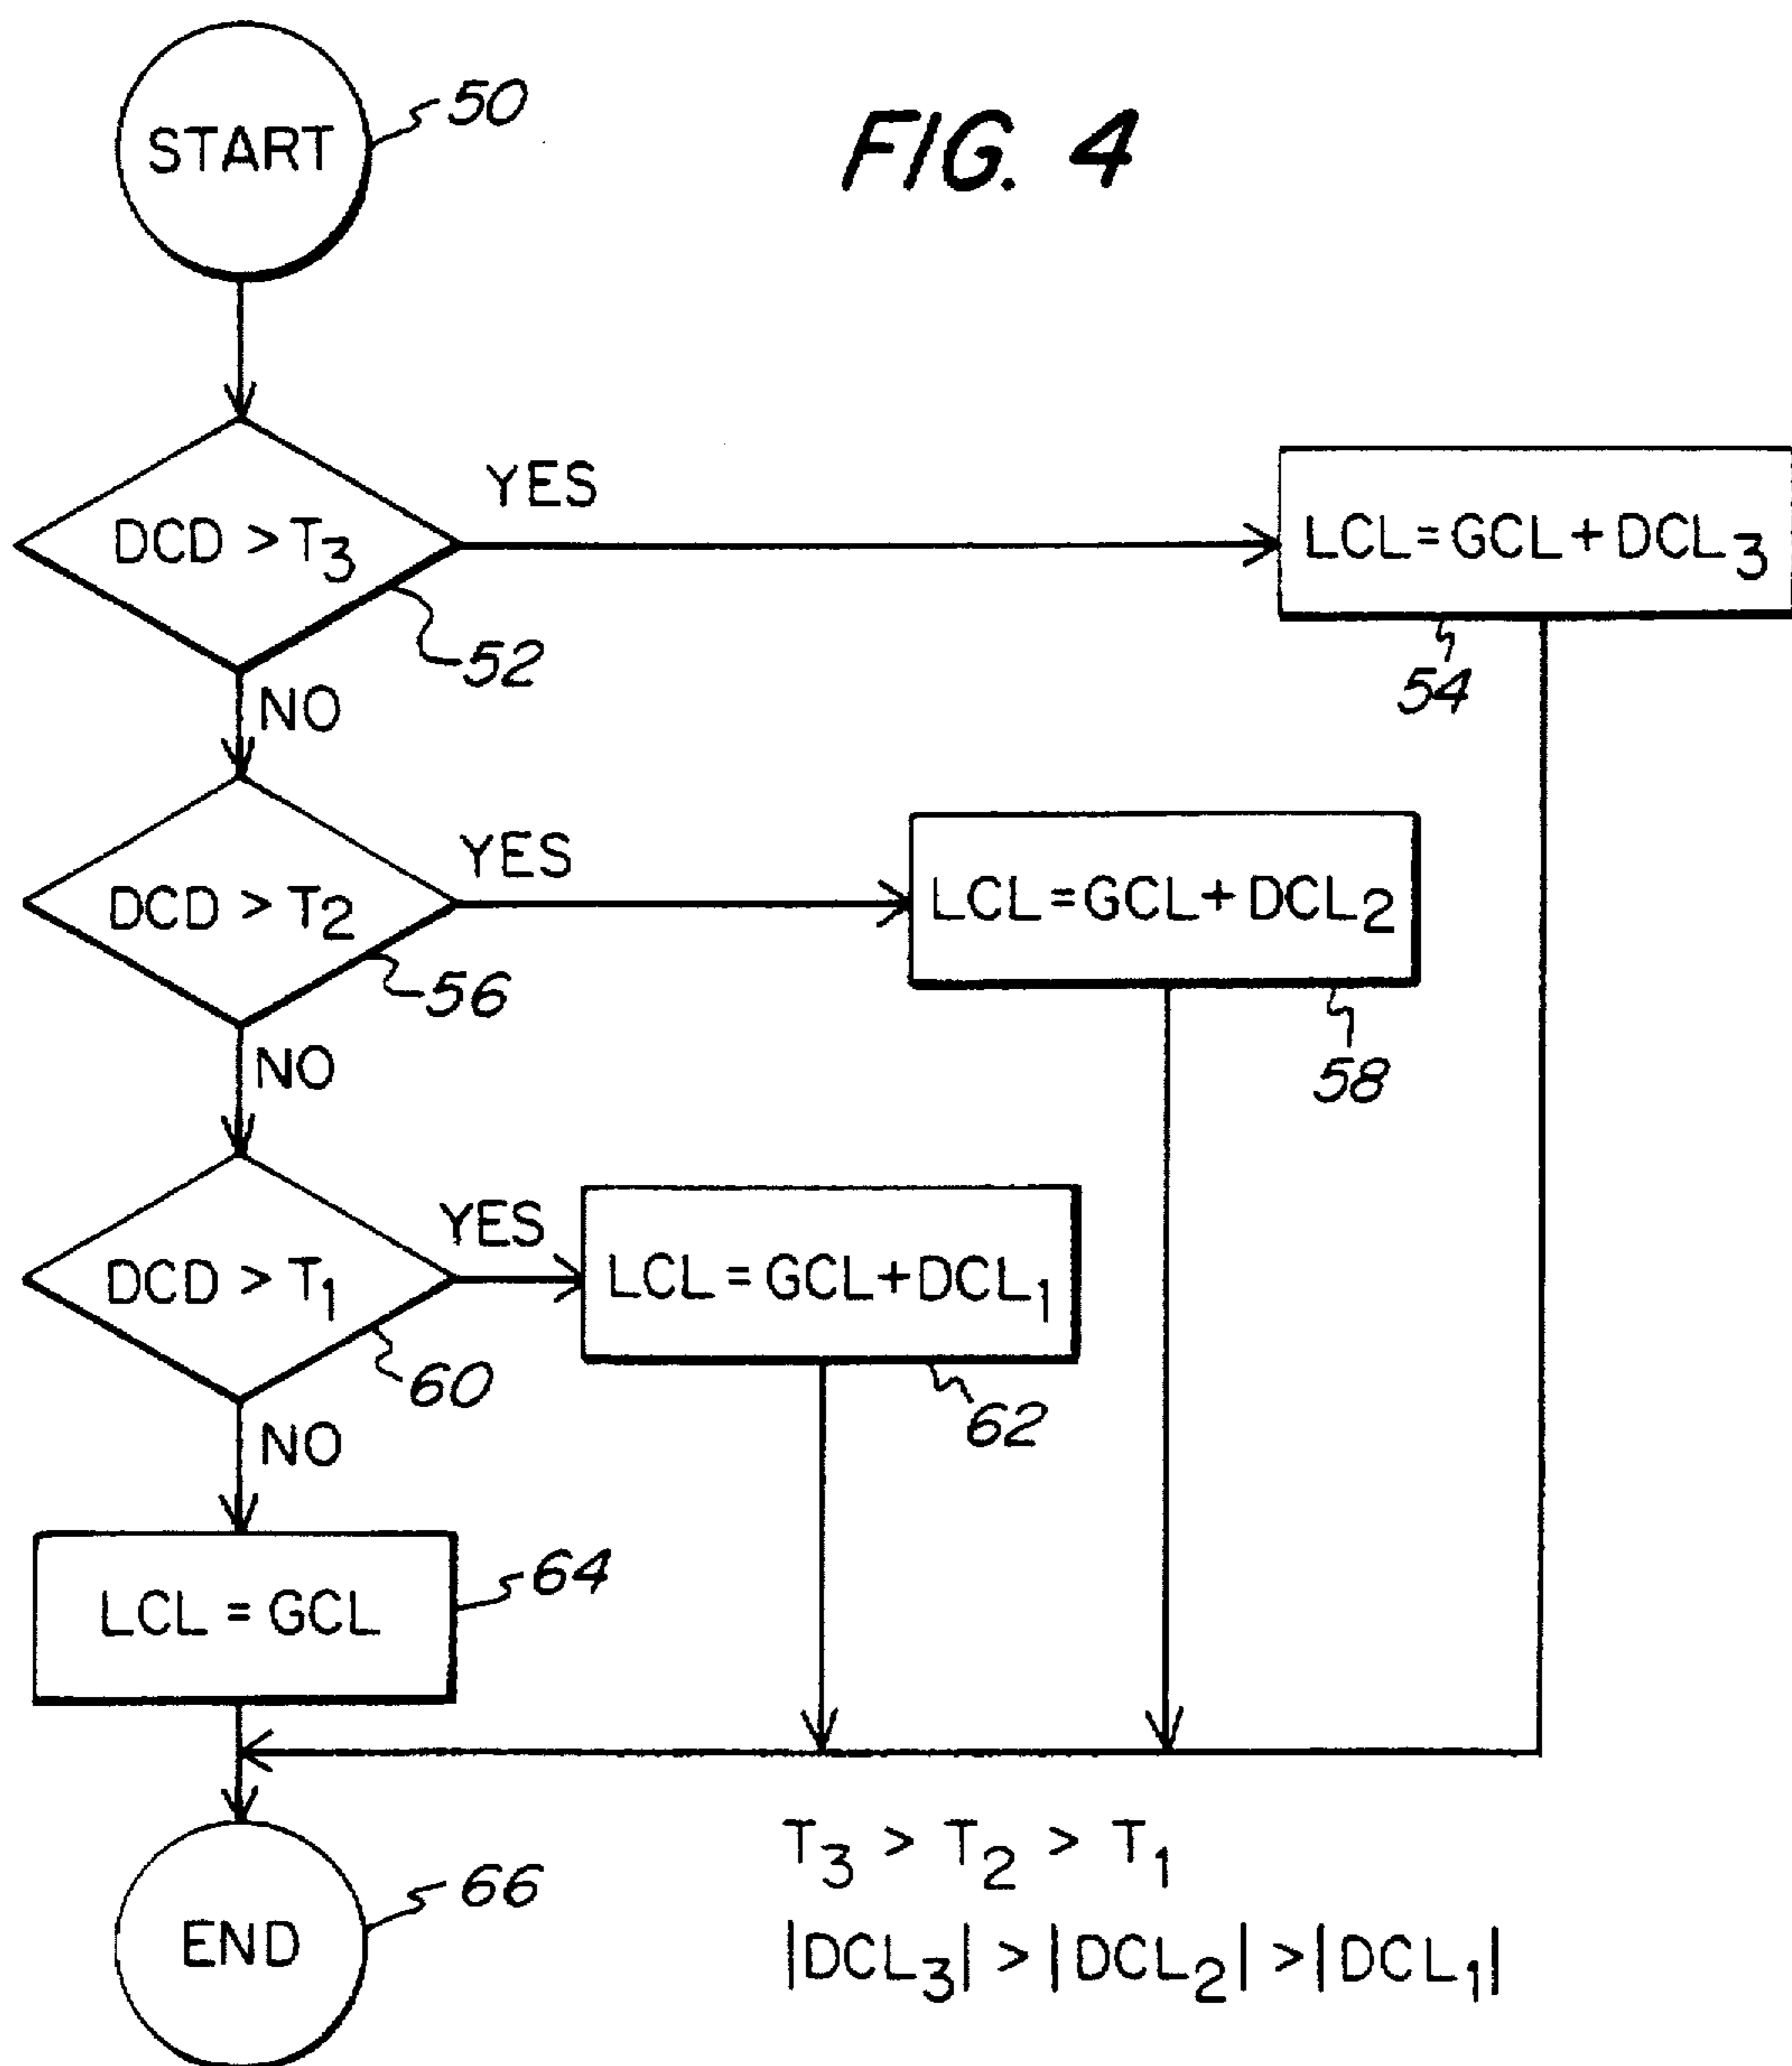 START
50
FIG. 4
DCD > T₃
YES
LCL = GCL + DCL₃
52
54
NO
DCD > T₂
YES
LCL = GCL + DCL₂
56
58
NO
DCD > T₁
YES
LCL = GCL + DCL₁
60
62
NO
LCL = GCL
64
T₃ > T₂ > T₁
END
66
|DCL₃| > |DCL₂| > |DCL₁|